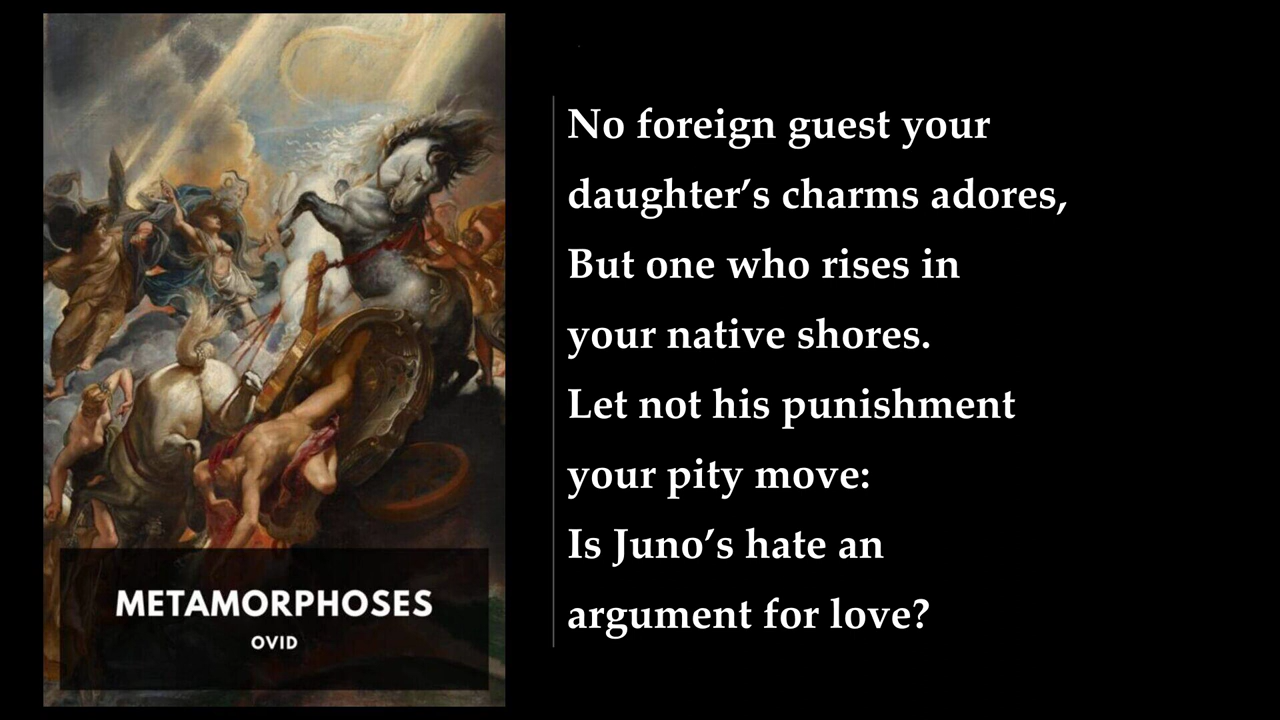 METAMORPHOSES
OVID
No foreign guest your
daughter’s charms adores,
But one who rises in
your native shores.
Let not his punishment
your pity move:
Is Juno’s hate an
argument for love?